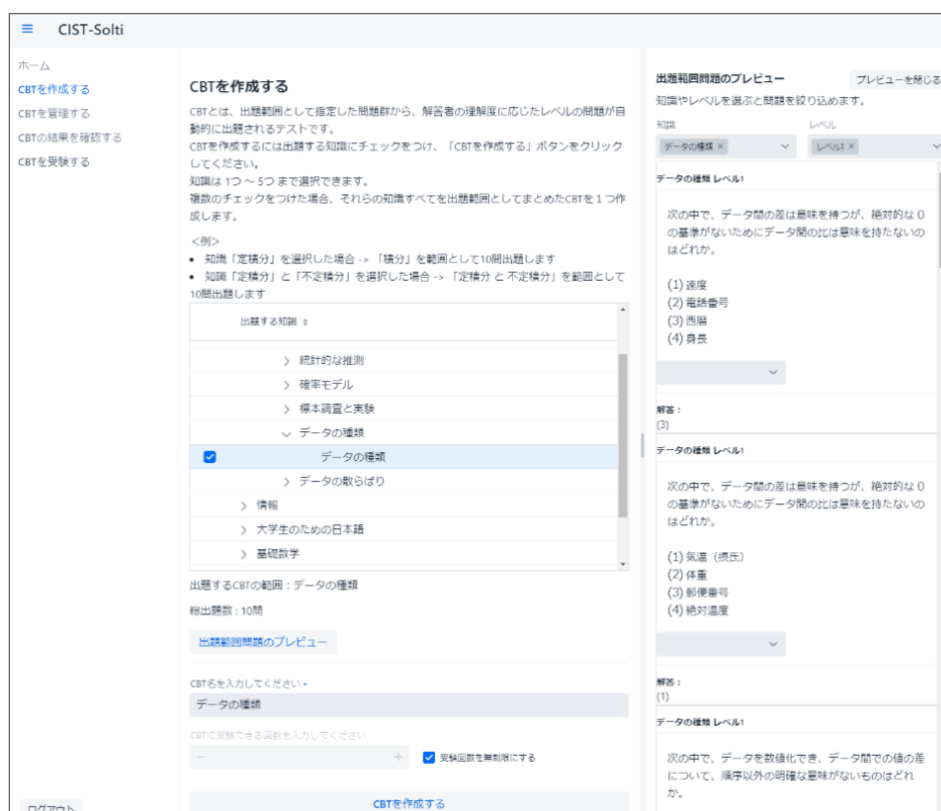 CIST-Solti
ホーム
CBTを作成する
CBTを管理する
CBTの結果を確認する
CBTを受験する
ログアウト
CBTを作成する
CBTとは、出題範囲として指定した問題群から、解答者の理解度に応じたレベルの問題が自
動的に出題されるテストです。
CBTを作成するには出題する知識にチェックをつけ、「CBTを作成する」ボタンをクリック
してください。
知識は 1つ ～ 5つ まで選択できます。
複数のチェックをつけた場合、それらの知識すべてを出題範囲としてまとめたCBTを 1 つ作
成します。
<例>
• 知識「定積分」を選択した場合 -> 「積分」を範囲として10問出題します
• 知識「定積分」と「不定積分」を選択した場合 -> 「定積分 と 不定積分」を範囲として
10問出題します
出題する知識
統計的な推測
確率モデル
標本調査と実験
データの種類
データの種類
データの散らばり
情報
大学生のための日本語
基礎数学
出題するCBTの範囲：データの種類
総出題数 : 10問
出題範囲問題のプレビュー
CBT名を入力してください
データの種類
CBTに受験できる回数を入力してください
− +
受験回数を無制限にする
CBTを作成する
出題範囲問題のプレビュー
プレビューを閉じる
知識やレベルを選ぶと問題を絞り込めます。
知識 レベル
データの種類 × レベル1 ×
データの種類 レベル1
次の中で、データ間の差は意味を持つが、絶対的な 0
の基準がないためにデータ間の比は意味を持たないの
はどれか。
(1) 速度
(2) 電話番号
(3) 西暦
(4) 身長
解答：
(3)
データの種類 レベル1
次の中で、データ間の差は意味を持つが、絶対的な 0
の基準がないためにデータ間の比は意味を持たないの
はどれか。
(1) 気温（摂氏）
(2) 体重
(3) 郵便番号
(4) 絶対温度
解答：
(1)
データの種類 レベル1
次の中で、データを数値化でき、データ間での値の差
について、順序以外の明確な意味がないものはどれ
か。